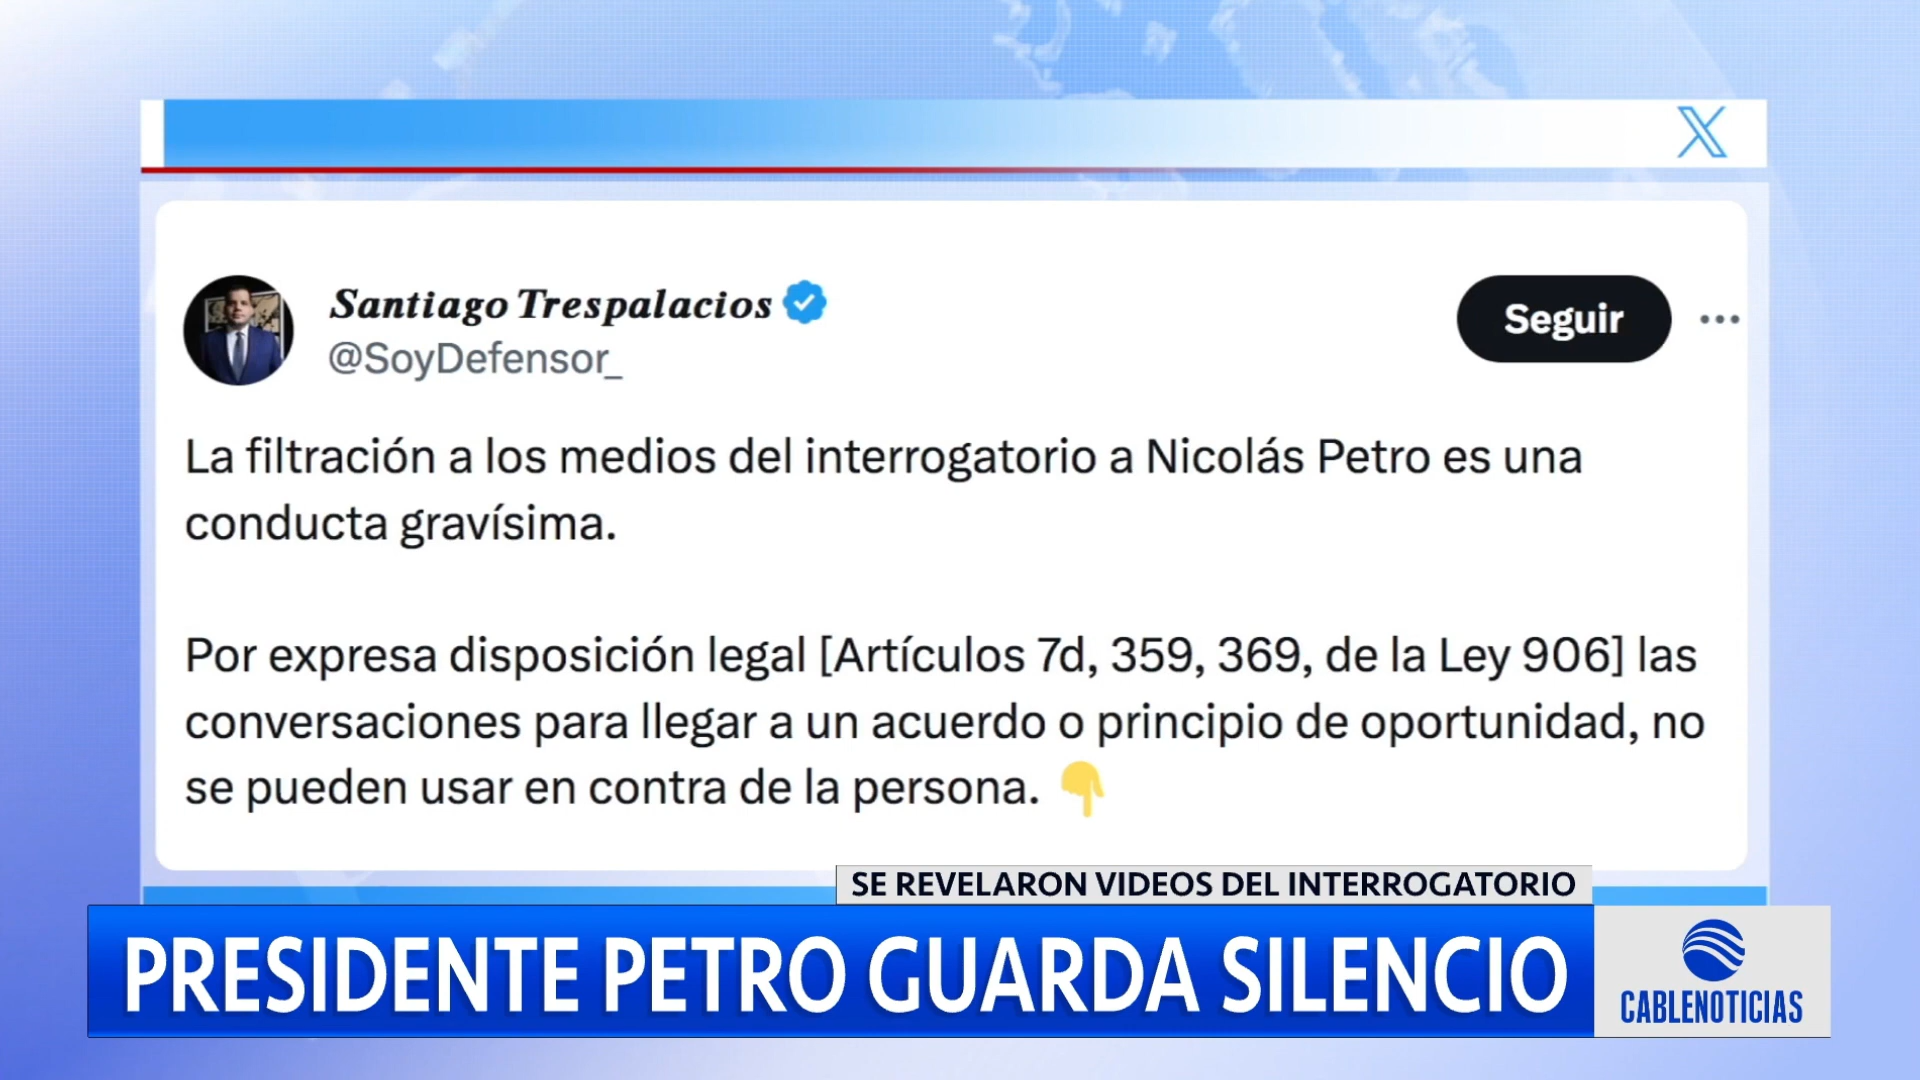 X
Santiago Trespalacios
@SoyDefensor_
Seguir
La filtración a los medios del interrogatorio a Nicolás Petro es una
conducta gravísima.
Por expresa disposición legal [Artículos 7d, 359, 369, de la Ley 906] las
conversaciones para llegar a un acuerdo o principio de oportunidad, no
se pueden usar en contra de la persona. 👇
SE REVELARON VIDEOS DEL INTERROGATORIO
PRESIDENTE PETRO GUARDA SILENCIO
CABLENOTICIAS